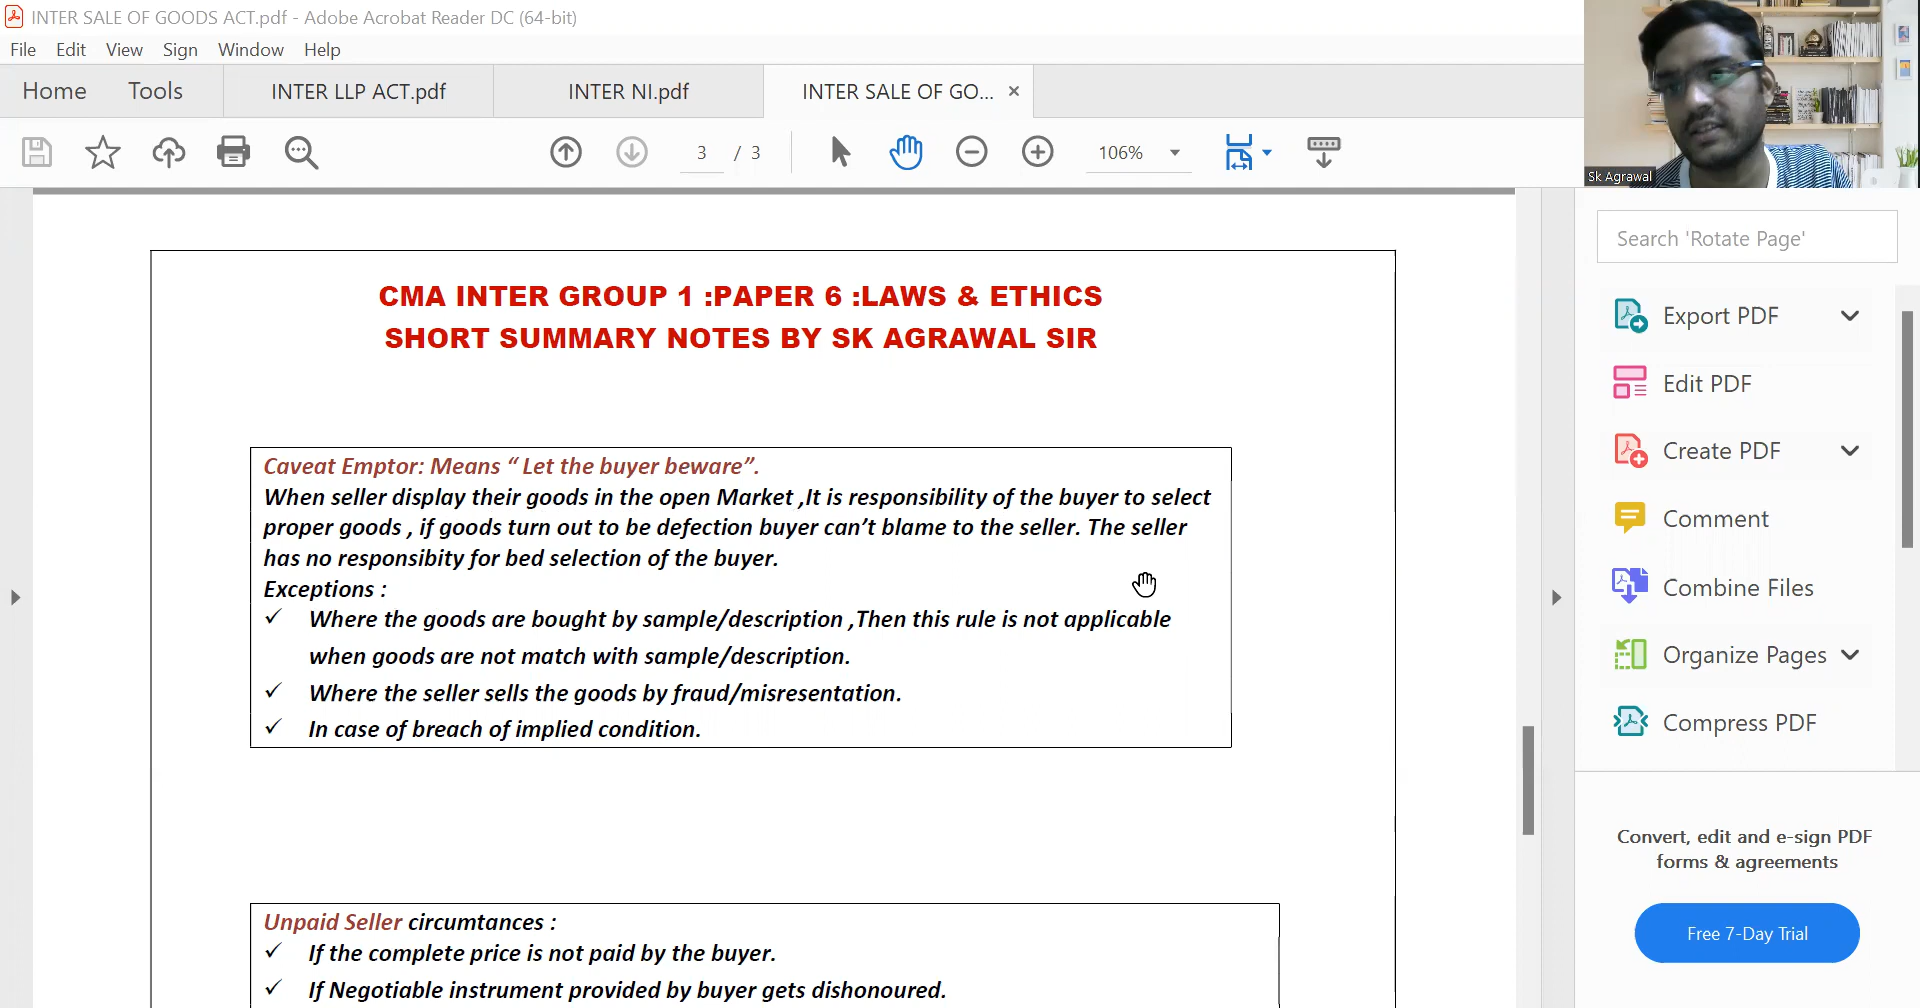 INTER SALE OF GOODS ACT.pdf - Adobe Acrobat Reader DC (64-bit)
File Edit View Sign Window Help
Home Tools INTER LLP ACT.pdf INTER NI.pdf INTER SALE OF GO... ×
3 / 3 106%
Sk Agrawal
Search 'Rotate Page'
Export PDF
Edit PDF
Create PDF
Comment
Combine Files
Organize Pages
Compress PDF
Convert, edit and e-sign PDF
forms & agreements
Free 7-Day Trial
CMA INTER GROUP 1 :PAPER 6 :LAWS & ETHICS
SHORT SUMMARY NOTES BY SK AGRAWAL SIR
Caveat Emptor: Means “ Let the buyer beware”.
When seller display their goods in the open Market ,It is responsibility of the buyer to select
proper goods , if goods turn out to be defection buyer can’t blame to the seller. The seller
has no responsibity for bed selection of the buyer.
Exceptions :
✓ Where the goods are bought by sample/description ,Then this rule is not applicable
when goods are not match with sample/description.
✓ Where the seller sells the goods by fraud/misresentation.
✓ In case of breach of implied condition.
Unpaid Seller circumtances :
✓ If the complete price is not paid by the buyer.
✓ If Negotiable instrument provided by buyer gets dishonoured.